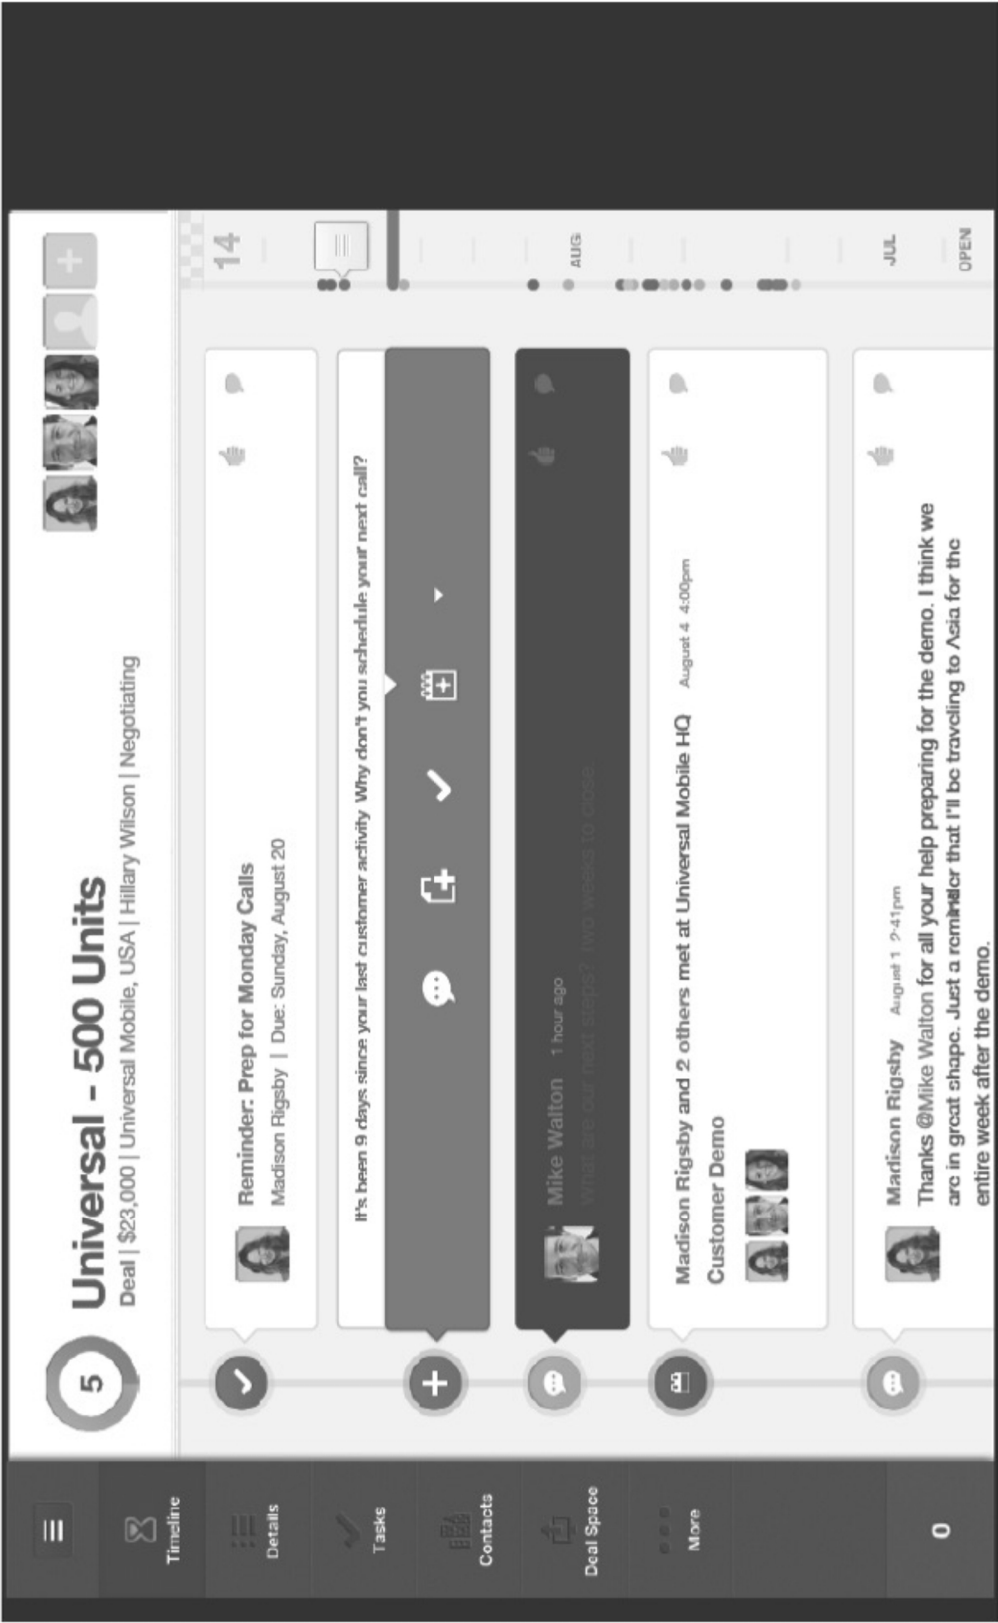 5
Universal - 500 Units
Deal | $23,000 | Universal Mobile, USA | Hillary Wilson | Negotiating
Timeline
Details
Tasks
Contacts
Deal Space
More
0
Reminder: Prep for Monday Calls
Madison Rigsby | Due: Sunday, August 20
It's been 9 days since your last customer activity Why don't you schedule your next call?
Mike Walton 1 hour ago
What are our next steps? Two weeks to close.
Madison Rigsby and 2 others met at Universal Mobile HQ August 4 4:00pm
Customer Demo
Madison Rigsby August 1 2:41pm
Thanks @Mike Walton for all your help preparing for the demo. I think we
are in great shape. Just a reminder that I'll be traveling to Asia for the
entire week after the demo.
14
AUG
JUL
OPEN